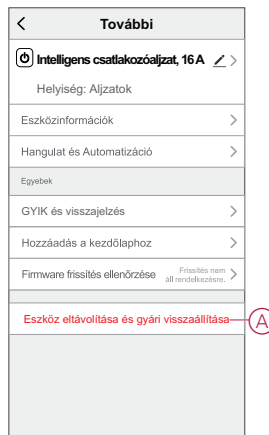 További
Intelligens csatlakozóaljzat, 16 A
Helyiség: Aljzatok
Eszközinformációk
Hangulat és Automatizáció
Egyebek
GYIK és visszajelzés
Hozzáadás a kezdőlaphoz
Firmware frissítés ellenőrzése
Frissítés nem
áll rendelkezésre.
Eszköz eltávolítása és gyári visszaállítása
A